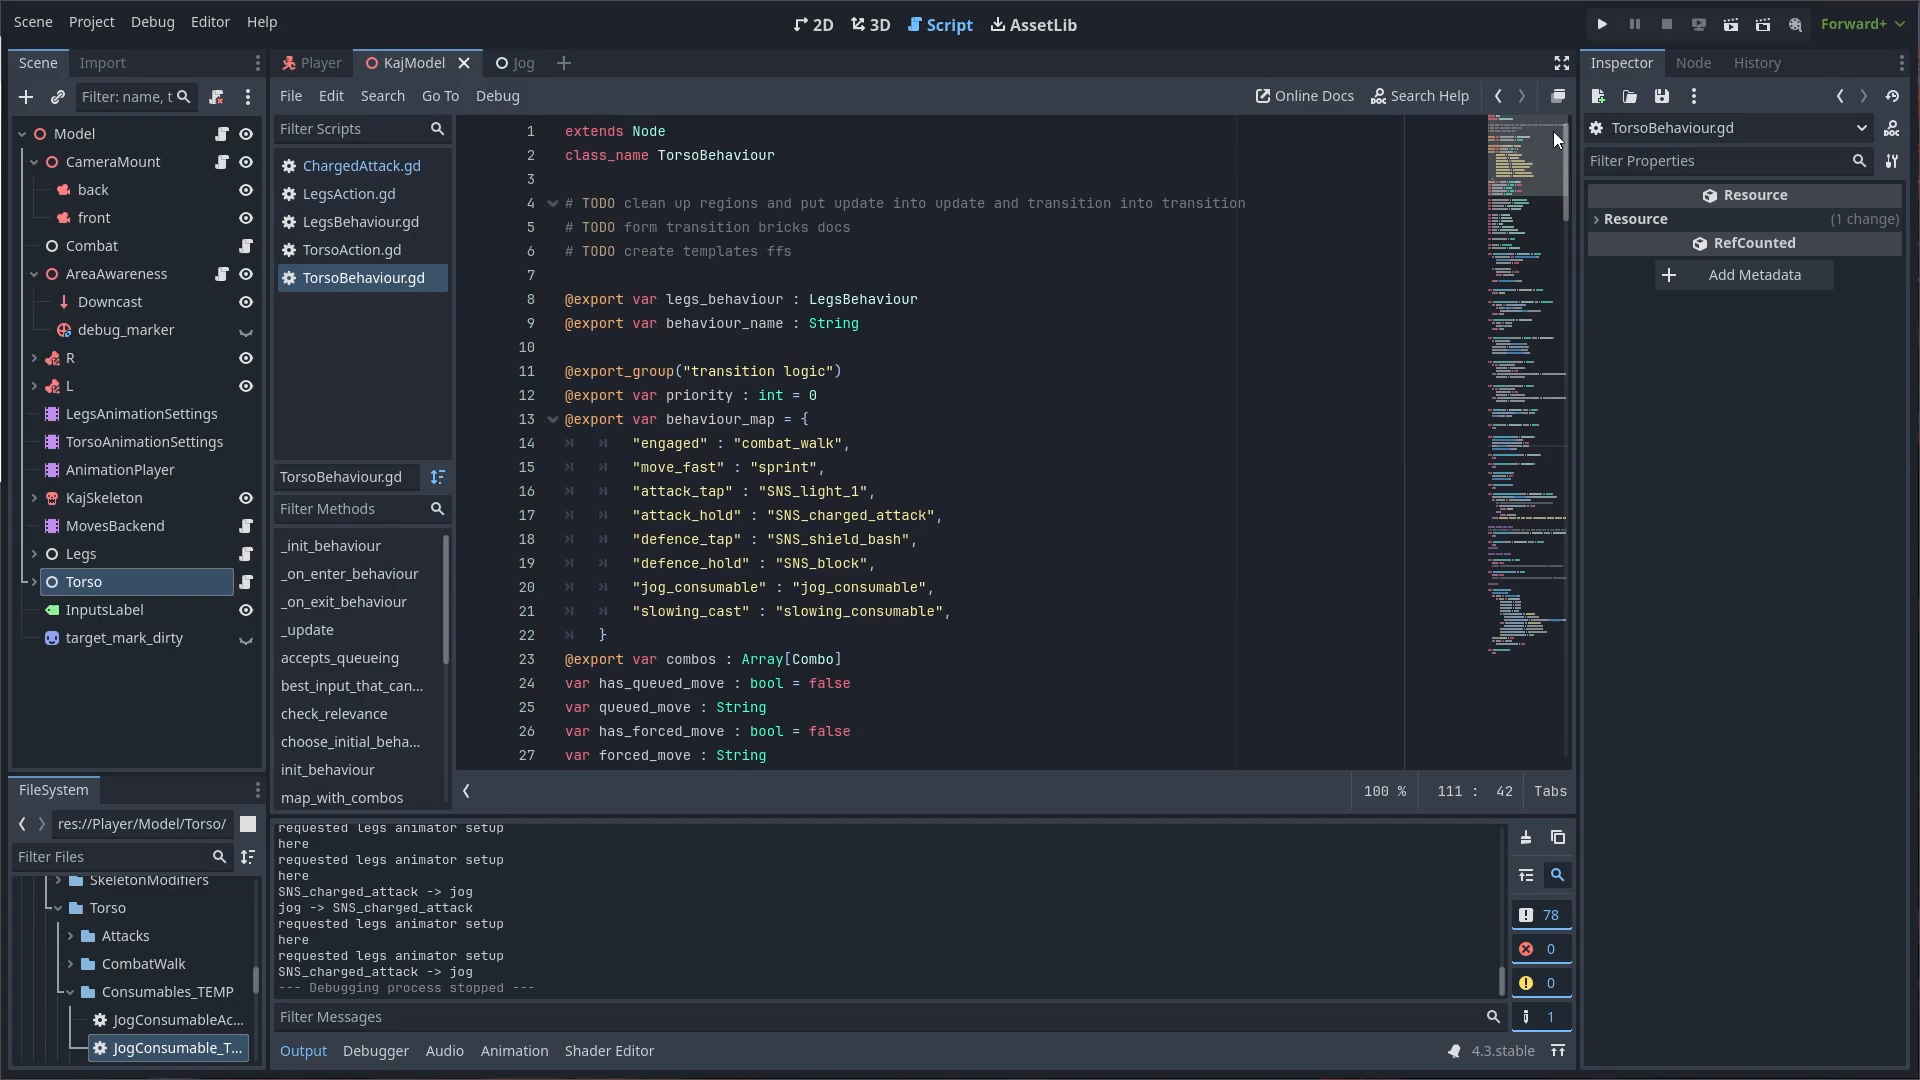 Scene Project Debug Editor Help
2D 3D Script AssetLib
Forward+
Scene Import
Filter: name, t
Model
CameraMount
back
front
Combat
AreaAwareness
Downcast
debug_marker
R
L
LegsAnimationSettings
TorsoAnimationSettings
AnimationPlayer
KajSkeleton
MovesBackend
Legs
Torso
InputsLabel
target_mark_dirty
FileSystem
res://Player/Model/Torso/
Filter Files
SkeletonModifiers
Torso
Attacks
CombatWalk
Consumables_TEMP
JogConsumableAc...
JogConsumable_T...
Player KajModel Jog
File Edit Search Go To Debug
Online Docs Search Help
Filter Scripts
ChargedAttack.gd
LegsAction.gd
LegsBehaviour.gd
TorsoAction.gd
TorsoBehaviour.gd
TorsoBehaviour.gd
Filter Methods
_init_behaviour
_on_enter_behaviour
_on_exit_behaviour
_update
accepts_queueing
best_input_that_can...
check_relevance
choose_initial_beha...
init_behaviour
map_with_combos
1 extends Node
2 class_name TorsoBehaviour
3
4 # TODO clean up regions and put update into update and transition into transition
5 # TODO form transition bricks docs
6 # TODO create templates ffs
7
8 @export var legs_behaviour : LegsBehaviour
9 @export var behaviour_name : String
10
11 @export_group("transition logic")
12 @export var priority : int = 0
13 @export var behaviour_map = {
14 "engaged" : "combat_walk",
15 "move_fast" : "sprint",
16 "attack_tap" : "SNS_light_1",
17 "attack_hold" : "SNS_charged_attack",
18 "defence_tap" : "SNS_shield_bash",
19 "defence_hold" : "SNS_block",
20 "jog_consumable" : "jog_consumable",
21 "slowing_cast" : "slowing_consumable",
22 }
23 @export var combos : Array[Combo]
24 var has_queued_move : bool = false
25 var queued_move : String
26 var has_forced_move : bool = false
27 var forced_move : String
100 % 111 : 42 Tabs
requested legs animator setup
here
requested legs animator setup
here
SNS_charged_attack -> jog
jog -> SNS_charged_attack
requested legs animator setup
here
requested legs animator setup
SNS_charged_attack -> jog
--- Debugging process stopped ---
Filter Messages
78
0
0
1
Output Debugger Audio Animation Shader Editor
4.3.stable
Inspector Node History
TorsoBehaviour.gd
Filter Properties
Resource
Resource (1 change)
RefCounted
Add Metadata